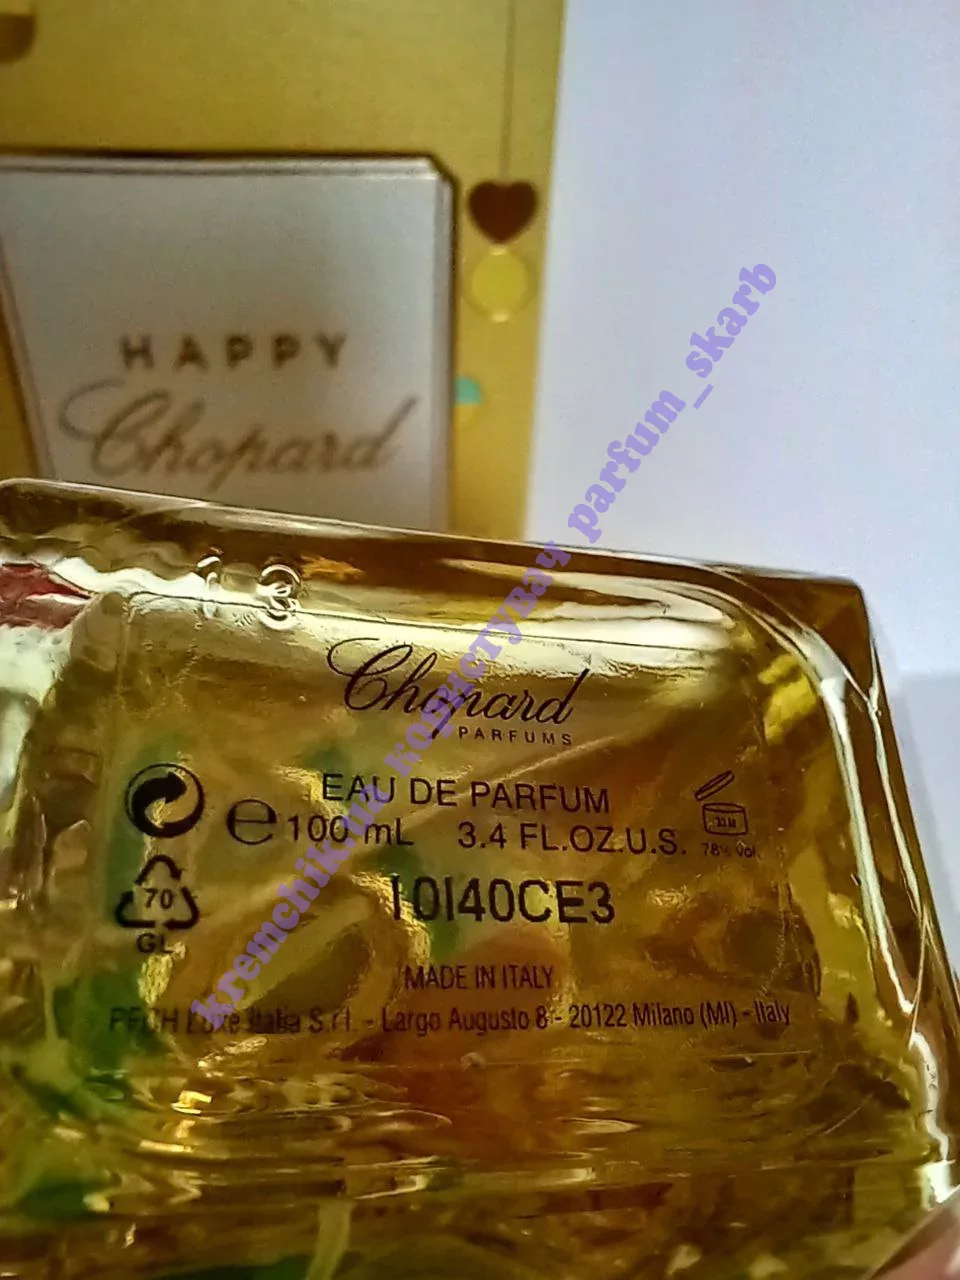 HAPPY
Chopard
Chopard
PARFUMS
EAU DE PARFUM
e 100 mL 3.4 FL.OZ.U.S.
78% vol
70
GL
10I40CE3
MADE IN ITALY
Italia S.r.l. - Largo Augusto 8 - 20122 Milano (MI) - Italy
parfum_skarb